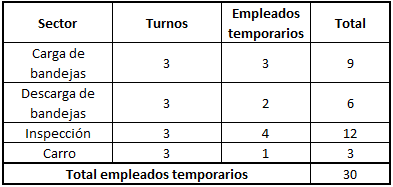 Sector Turnos Empleados temporarios Total
Carga de bandejas 3 3 9
Descarga de bandejas 3 2 6
Inspección 3 4 12
Carro 3 1 3
Total empleados temporarios 30